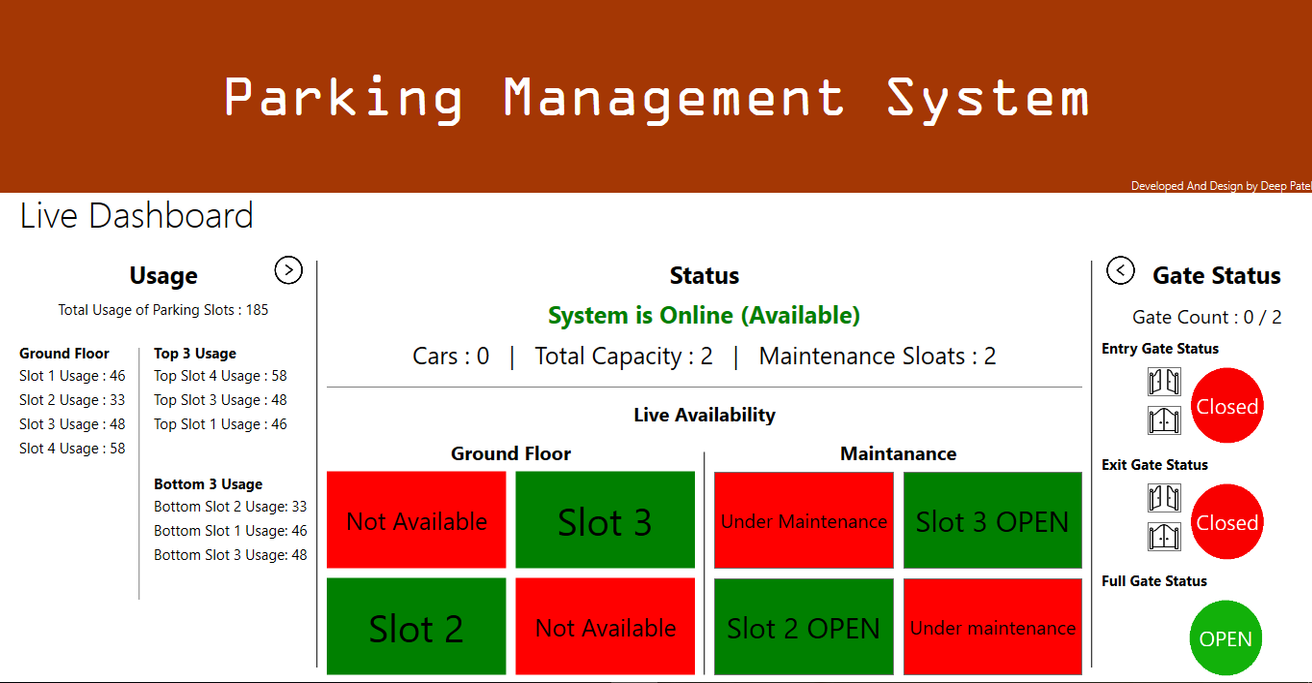 Parking Management System
Developed And Design by Deep Patel
Live Dashboard
Usage
Total Usage of Parking Slots : 185
Ground Floor
Slot 1 Usage : 46
Slot 2 Usage : 33
Slot 3 Usage : 48
Slot 4 Usage : 58
Top 3 Usage
Top Slot 4 Usage : 58
Top Slot 3 Usage : 48
Top Slot 1 Usage : 46
Bottom 3 Usage
Bottom Slot 2 Usage: 33
Bottom Slot 1 Usage: 46
Bottom Slot 3 Usage: 48
Status
System is Online (Available)
Cars : 0 | Total Capacity : 2 | Maintenance Sloats : 2
Live Availability
Ground Floor
Not Available
Slot 3
Slot 2
Not Available
Maintanance
Under Maintenance
Slot 3 OPEN
Slot 2 OPEN
Under maintenance
Gate Status
Gate Count : 0 / 2
Entry Gate Status
Closed
Exit Gate Status
Closed
Full Gate Status
OPEN